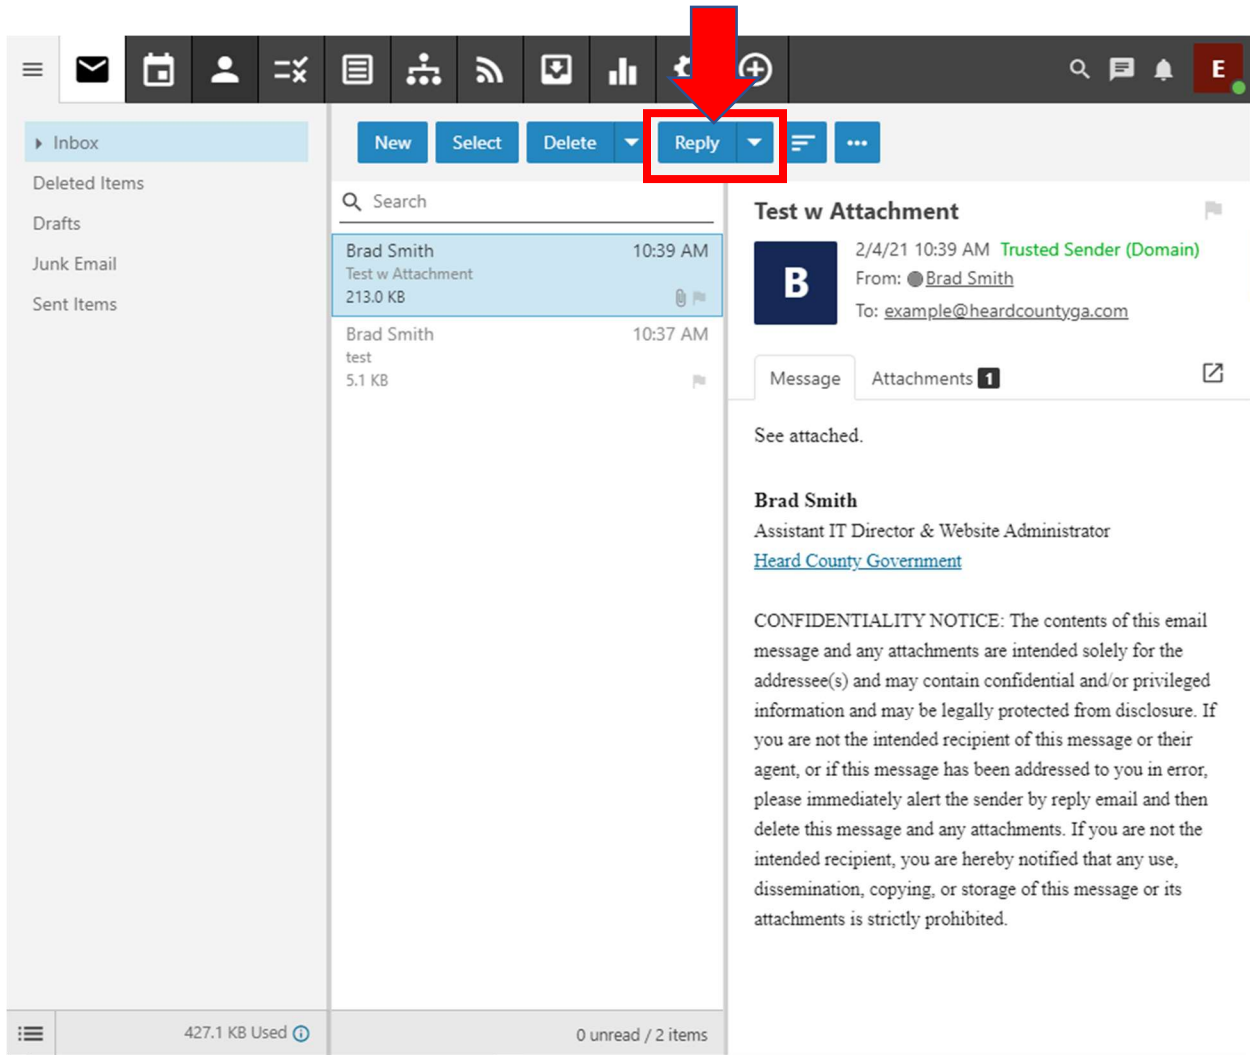 E
Inbox
Deleted Items
Drafts
Junk Email
Sent Items
427.1 KB Used
New Select Delete Reply
Search
Brad Smith 10:39 AM
Test w Attachment
213.0 KB
Brad Smith 10:37 AM
test
5.1 KB
0 unread / 2 items
Test w Attachment
B
2/4/21 10:39 AM Trusted Sender (Domain)
From: Brad Smith
To: example@heardcountyga.com
Message Attachments 1
See attached.
Brad Smith
Assistant IT Director & Website Administrator
Heard County Government
CONFIDENTIALITY NOTICE: The contents of this email
message and any attachments are intended solely for the
addressee(s) and may contain confidential and/or privileged
information and may be legally protected from disclosure. If
you are not the intended recipient of this message or their
agent, or if this message has been addressed to you in error,
please immediately alert the sender by reply email and then
delete this message and any attachments. If you are not the
intended recipient, you are hereby notified that any use,
dissemination, copying, or storage of this message or its
attachments is strictly prohibited.